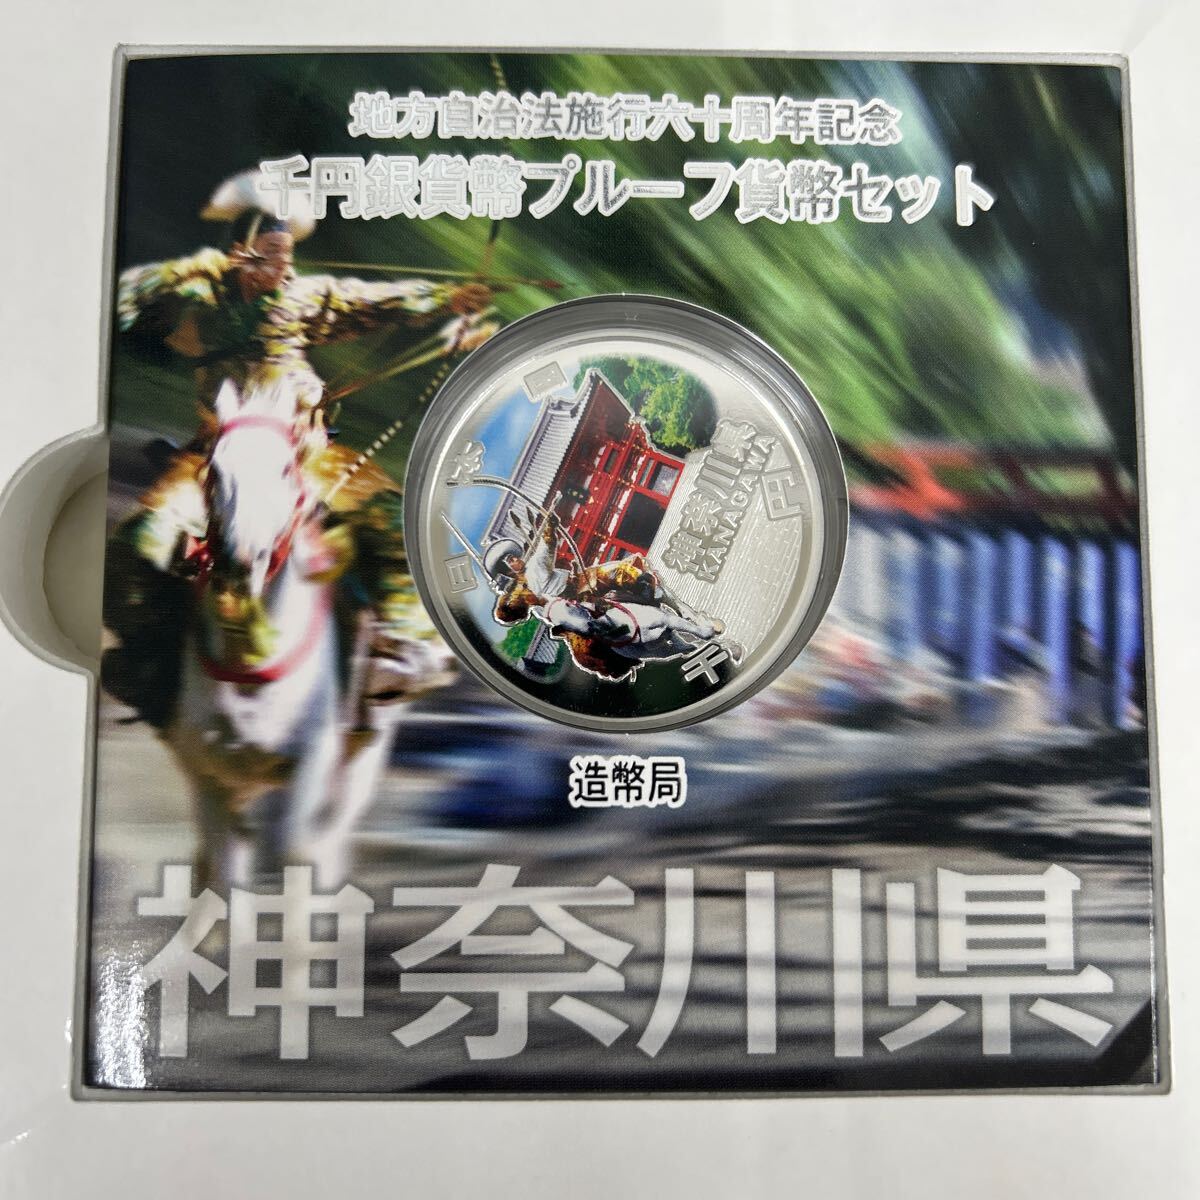 地方自治法施行六十周年記念
千円銀貨幣プルーフ貨幣セット
日本国
神奈川県
KANAGAWA
千円
造幣局
神奈川県